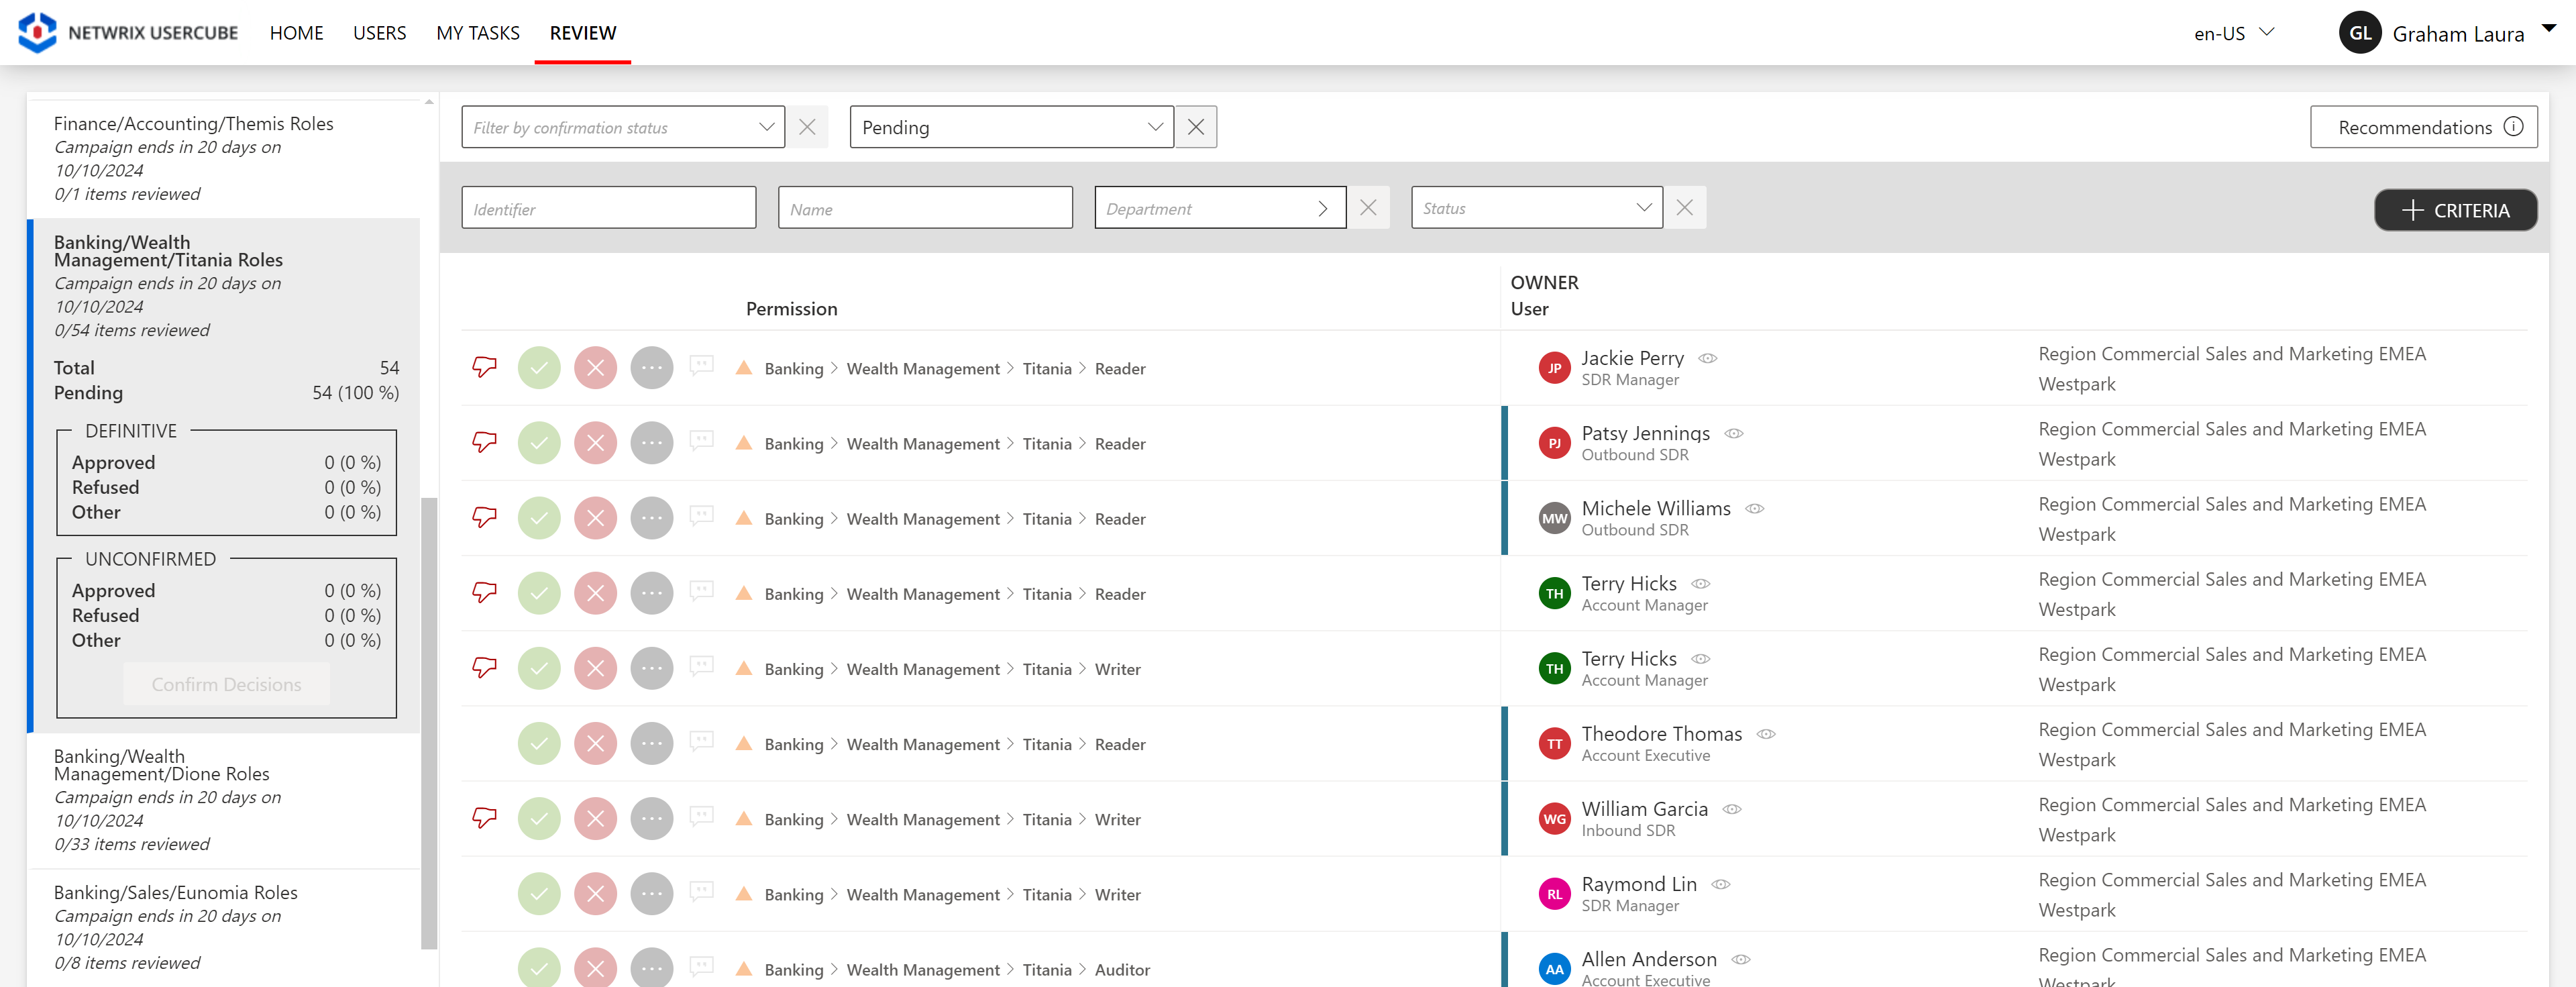 NETWRIX USERCUBE HOME USERS MY TASKS REVIEW en-US GL Graham Laura
Finance/Accounting/Themis Roles
Campaign ends in 20 days on
10/10/2024
0/1 items reviewed
Banking/Wealth
Management/Titania Roles
Campaign ends in 20 days on
10/10/2024
0/54 items reviewed
Total 54
Pending 54 (100 %)
DEFINITIVE
Approved 0 (0 %)
Refused 0 (0 %)
Other 0 (0 %)
UNCONFIRMED
Approved 0 (0 %)
Refused 0 (0 %)
Other 0 (0 %)
Confirm Decisions
Banking/Wealth
Management/Dione Roles
Campaign ends in 20 days on
10/10/2024
0/33 items reviewed
Banking/Sales/Eunomia Roles
Campaign ends in 20 days on
10/10/2024
0/8 items reviewed
Filter by confirmation status Pending Recommendations
Identifier Name Department Status + CRITERIA
OWNER
Permission User
Banking > Wealth Management > Titania > Reader JP Jackie Perry
SDR Manager
Region Commercial Sales and Marketing EMEA
Westpark
Banking > Wealth Management > Titania > Reader PJ Patsy Jennings
Outbound SDR
Region Commercial Sales and Marketing EMEA
Westpark
Banking > Wealth Management > Titania > Reader MW Michele Williams
Outbound SDR
Region Commercial Sales and Marketing EMEA
Westpark
Banking > Wealth Management > Titania > Reader TH Terry Hicks
Account Manager
Region Commercial Sales and Marketing EMEA
Westpark
Banking > Wealth Management > Titania > Writer TH Terry Hicks
Account Manager
Region Commercial Sales and Marketing EMEA
Westpark
Banking > Wealth Management > Titania > Reader TT Theodore Thomas
Account Executive
Region Commercial Sales and Marketing EMEA
Westpark
Banking > Wealth Management > Titania > Writer WG William Garcia
Inbound SDR
Region Commercial Sales and Marketing EMEA
Westpark
Banking > Wealth Management > Titania > Writer RL Raymond Lin
SDR Manager
Region Commercial Sales and Marketing EMEA
Westpark
Banking > Wealth Management > Titania > Auditor AA Allen Anderson
Account Executive
Region Commercial Sales and Marketing EMEA
Westpark